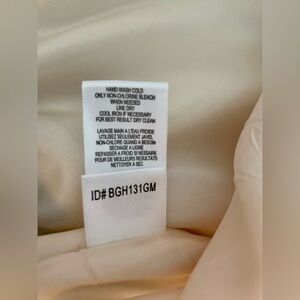 HAND WASH COLD
ONLY NON-CHLORINE BLEACH
WHEN NEEDED
LINE DRY
COOL IRON IF NECESSARY
FOR BEST RESULT DRY CLEAN
LAVAGE MAIN A L'EAU FROIDE
UTILISEZ SEULEMENT JAVEL
NON-CHLORE QUAND A BESOIN
SECHAGE A LIGNE
REPASSER A FROID SI NECESSAIRE
POUR DE MEILLEURS RESULTATS
NETTOYER A SEC
ID# BGH131GM